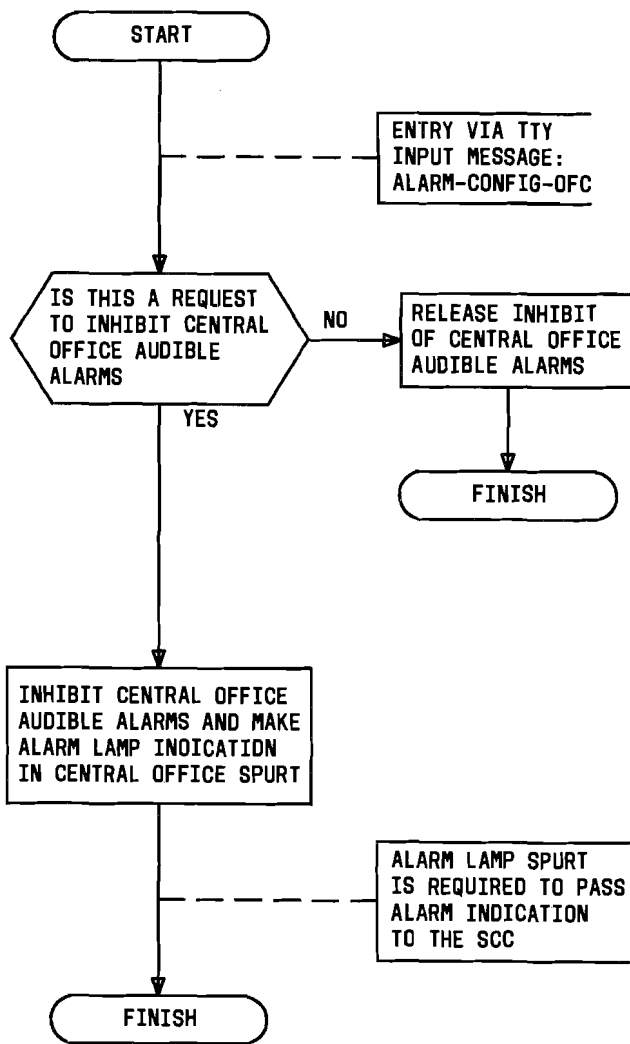 START
ENTRY VIA TTY
INPUT MESSAGE:
ALARM-CONFIG-OFC
IS THIS A REQUEST
TO INHIBIT CENTRAL
OFFICE AUDIBLE
ALARMS
NO
RELEASE INHIBIT
OF CENTRAL OFFICE
AUDIBLE ALARMS
YES
FINISH
INHIBIT CENTRAL OFFICE
AUDIBLE ALARMS AND MAKE
ALARM LAMP INOICATION
IN CENTRAL OFFICE SPURT
ALARM LAMP SPURT
IS REQUIRED TO PASS
ALARM INDICATION
TO THE SCC
FINISH